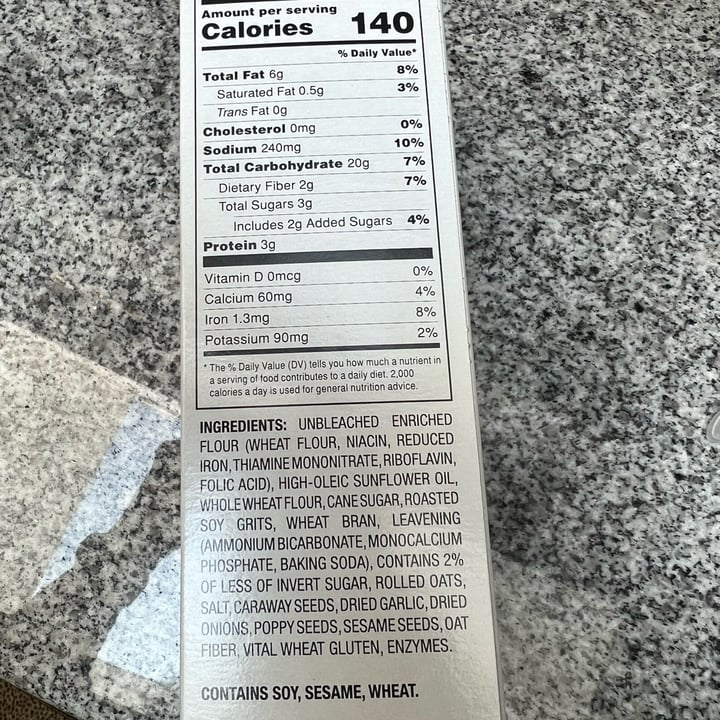 Amount per serving
Calories 140
% Daily Value*
Total Fat 6g 8%
Saturated Fat 0.5g 3%
Trans Fat 0g
Cholesterol 0mg 0%
Sodium 240mg 10%
Total Carbohydrate 20g 7%
Dietary Fiber 2g 7%
Total Sugars 3g
Includes 2g Added Sugars 4%
Protein 3g
Vitamin D 0mcg 0%
Calcium 60mg 4%
Iron 1.3mg 8%
Potassium 90mg 2%
* The % Daily Value (DV) tells you how much a nutrient in
a serving of food contributes to a daily diet. 2,000
calories a day is used for general nutrition advice.
INGREDIENTS: UNBLEACHED ENRICHED
FLOUR (WHEAT FLOUR, NIACIN, REDUCED
IRON, THIAMINE MONONITRATE, RIBOFLAVIN,
FOLIC ACID), HIGH-OLEIC SUNFLOWER OIL,
WHOLE WHEAT FLOUR, CANE SUGAR, ROASTED
SOY GRITS, WHEAT BRAN, LEAVENING
(AMMONIUM BICARBONATE, MONOCALCIUM
PHOSPHATE, BAKING SODA), CONTAINS 2%
OF LESS OF INVERT SUGAR, ROLLED OATS,
SALT, CARAWAY SEEDS, DRIED GARLIC, DRIED
ONIONS, POPPY SEEDS, SESAME SEEDS, OAT
FIBER, VITAL WHEAT GLUTEN, ENZYMES.
CONTAINS SOY, SESAME, WHEAT.